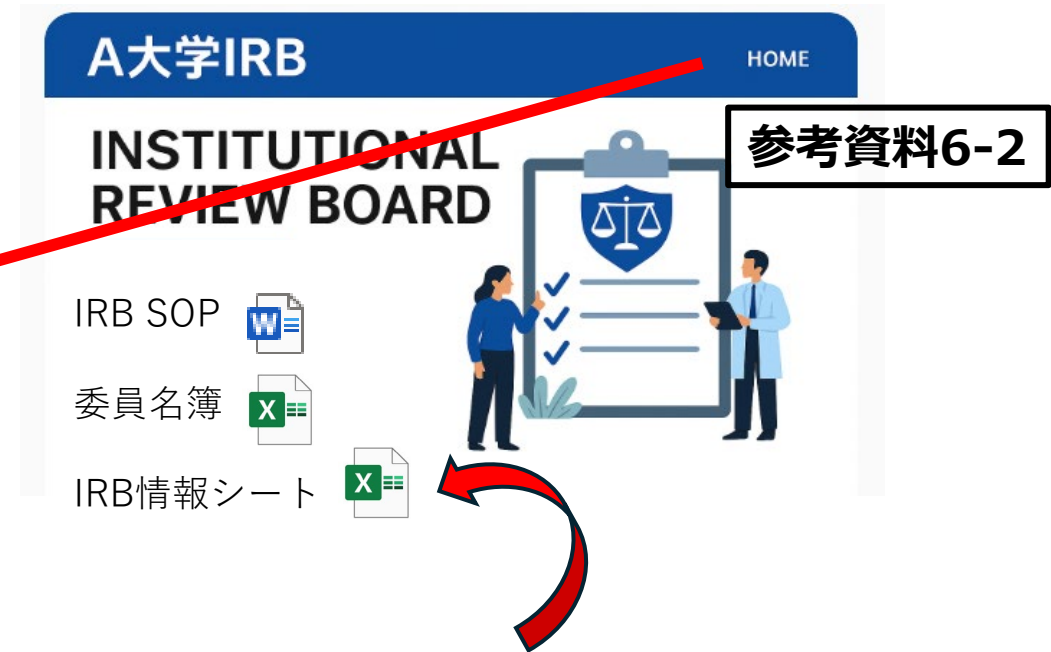 A大学IRB
HOME
参考資料6-2
INSTITUTIONAL
REVIEW BOARD
IRB SOP
委員名簿
IRB情報シート